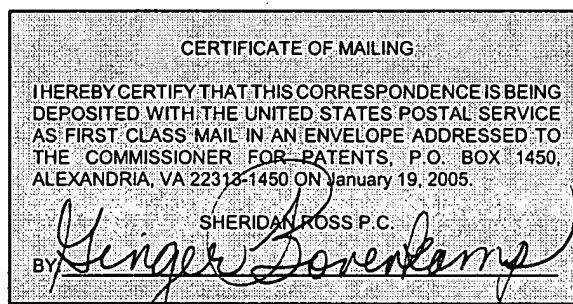 CERTIFICATE OF MAILING
I HEREBY CERTIFY THAT THIS CORRESPONDENCE IS BEING
DEPOSITED WITH THE UNITED STATES POSTAL SERVICE
AS FIRST CLASS MAIL IN AN ENVELOPE ADDRESSED TO
THE COMMISSIONER FOR PATENTS, P.O. BOX 1450,
ALEXANDRIA, VA 22313-1450 ON January 19, 2005.
SHERIDAN ROSS P.C.
BY: Ginger Bovenkamp